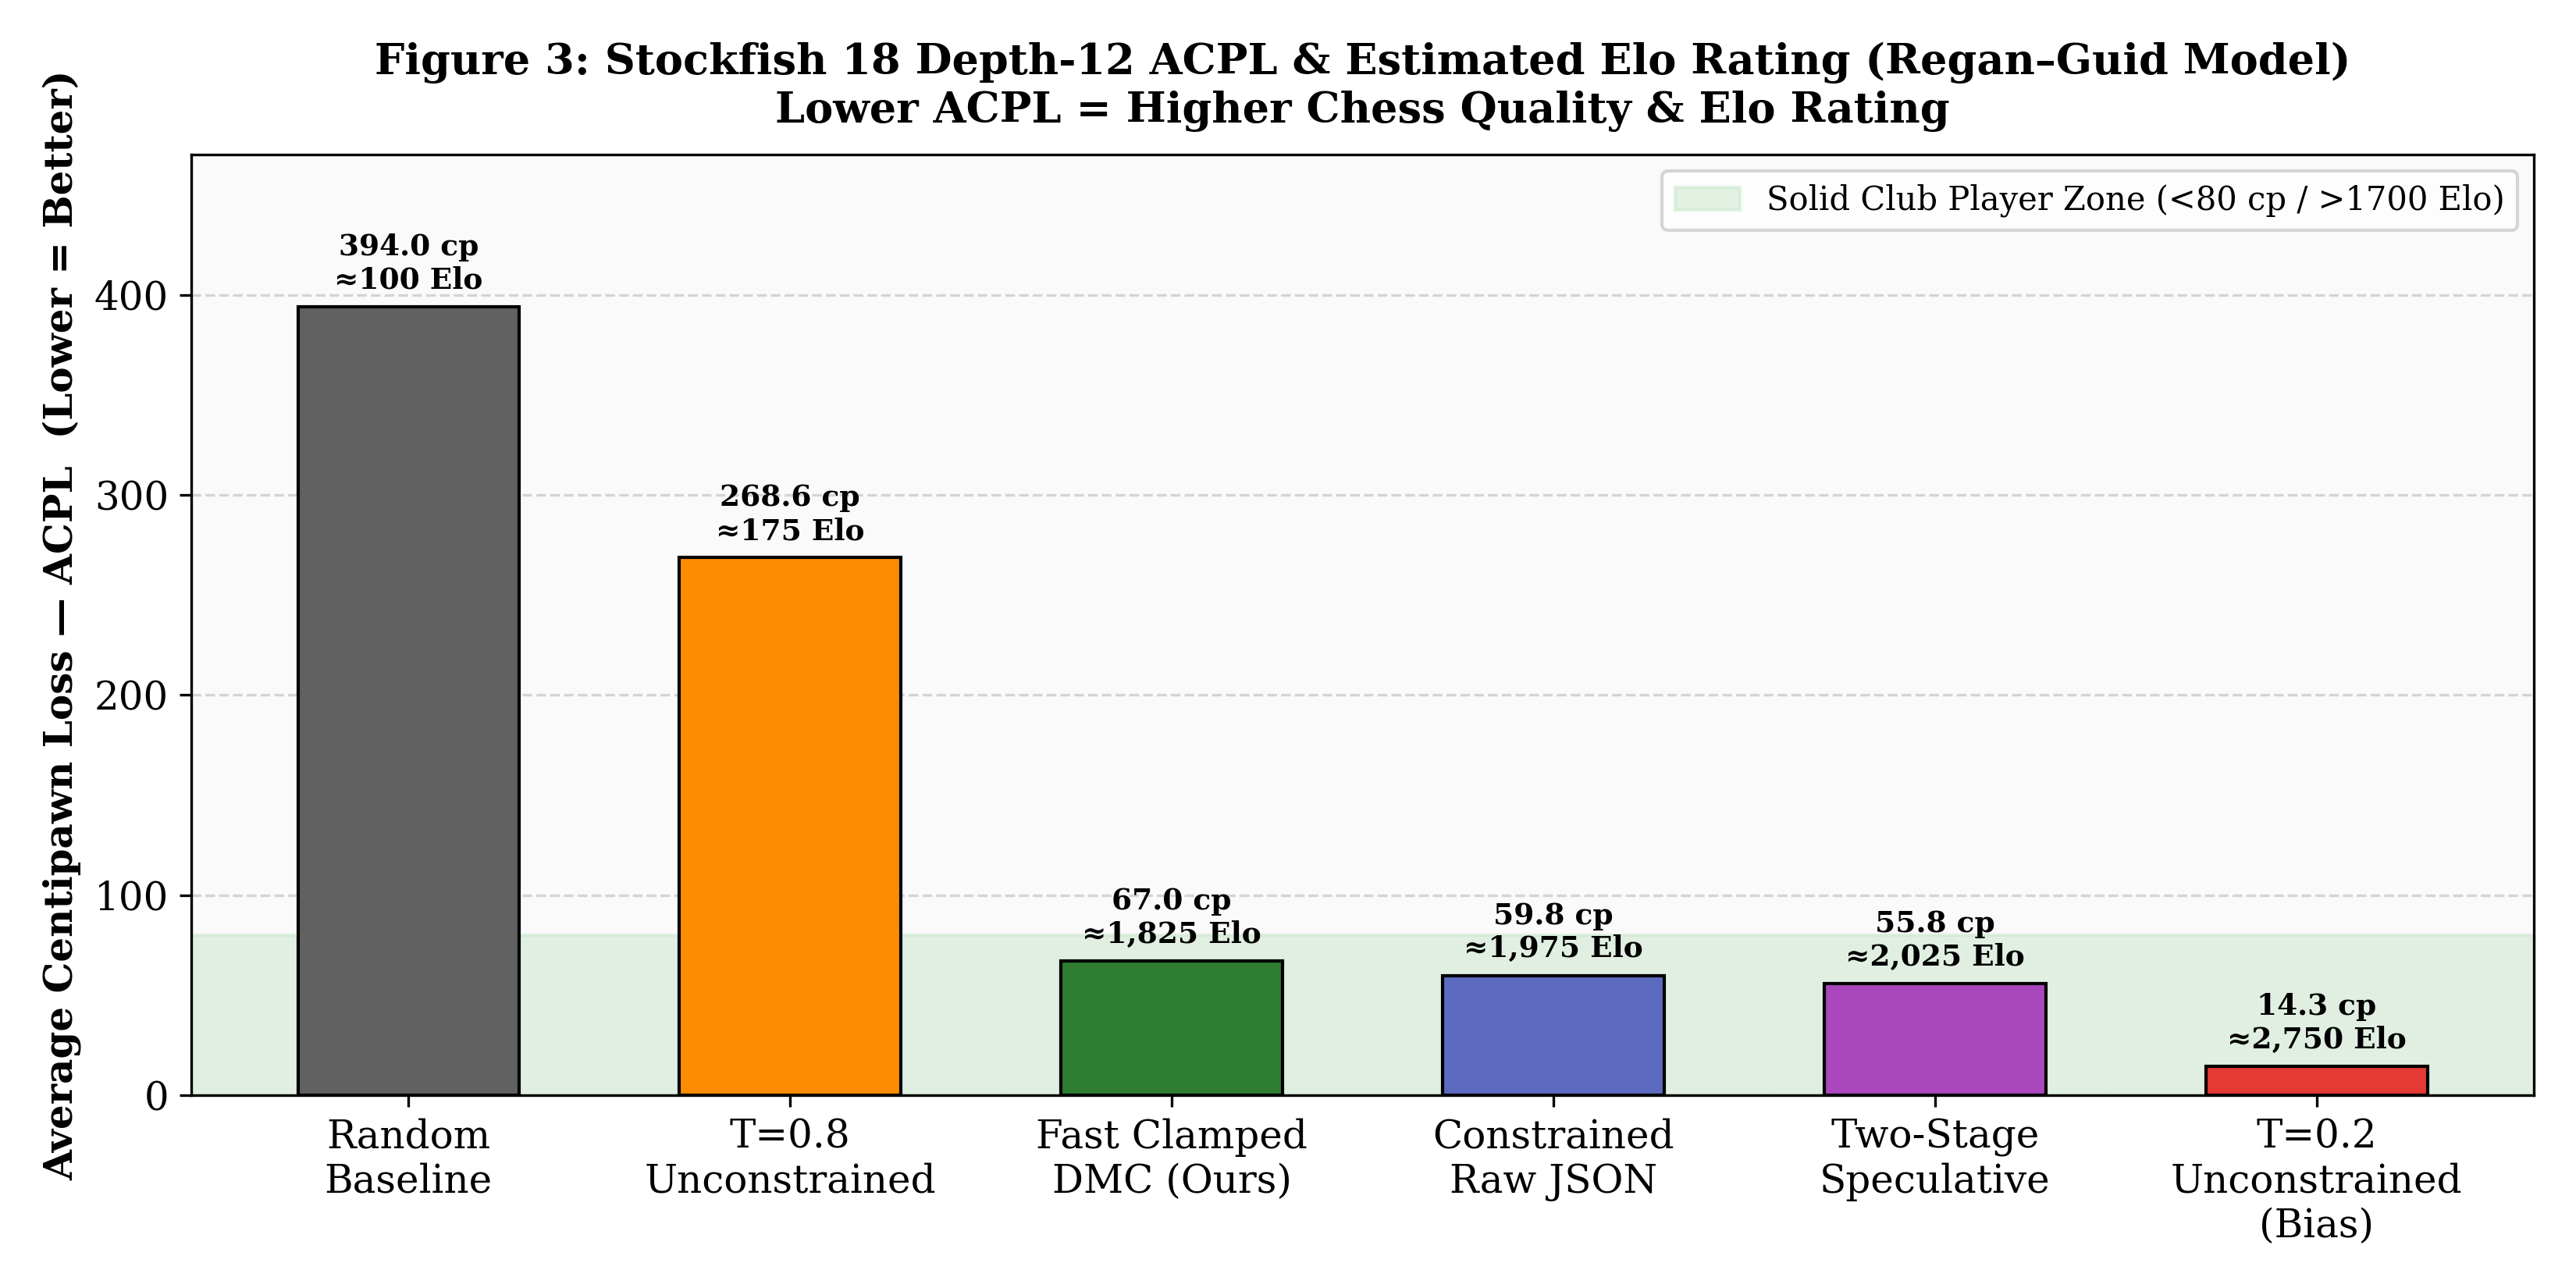 Figure 3: Stockfish 18 Depth-12 ACPL & Estimated Elo Rating (Regan–Guid Model)
Lower ACPL = Higher Chess Quality & Elo Rating
Average Centipawn Loss — ACPL (Lower = Better)
Solid Club Player Zone (<80 cp / >1700 Elo)
400
300
200
100
0
394.0 cp
≈100 Elo
268.6 cp
≈175 Elo
67.0 cp
≈1,825 Elo
59.8 cp
≈1,975 Elo
55.8 cp
≈2,025 Elo
14.3 cp
≈2,750 Elo
Random
Baseline
T=0.8
Unconstrained
Fast Clamped
DMC (Ours)
Constrained
Raw JSON
Two-Stage
Speculative
T=0.2
Unconstrained
(Bias)